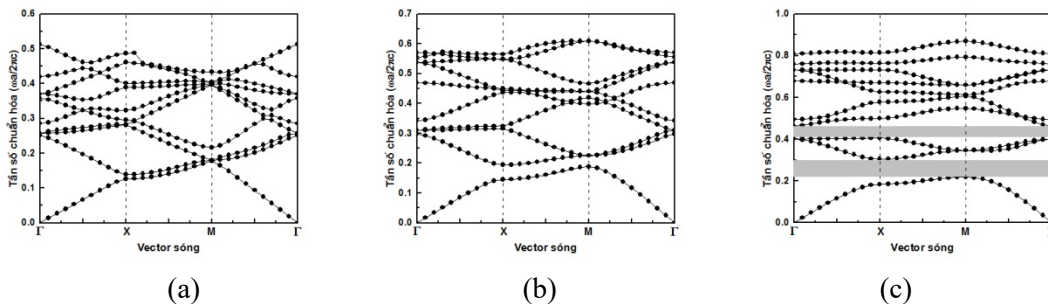 0.6
0.5
0.4
0.3
0.2
0.1
0.0
Tần số chuẩn hóa (ωa/2πc)
Γ X M Γ
Vector sóng
(a)
0.7
0.6
0.5
0.4
0.3
0.2
0.1
0.0
Tần số chuẩn hóa (ωa/2πc)
Γ X M Γ
Vector sóng
(b)
1.0
0.8
0.6
0.4
0.2
0.0
Tần số chuẩn hóa (ωa/2πc)
Γ X M
Vector sóng
(c)